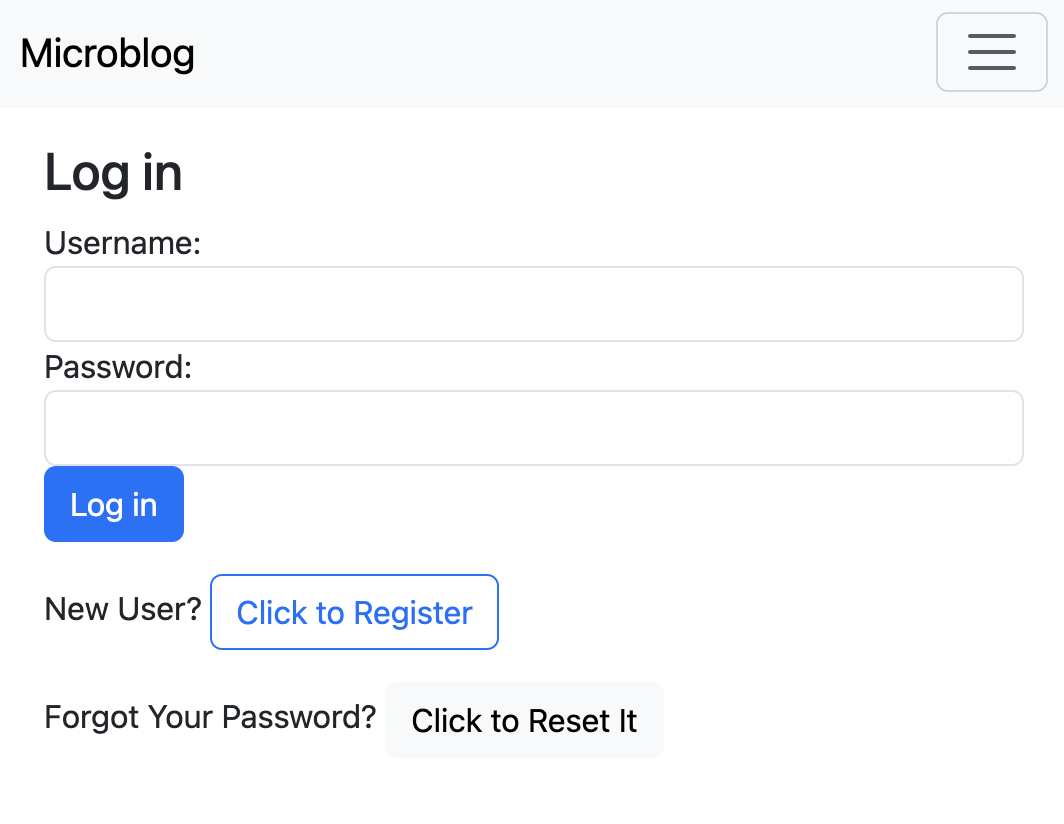 Microblog
Log in
Username:
Password:
Log in
New User? Click to Register
Forgot Your Password? Click to Reset It